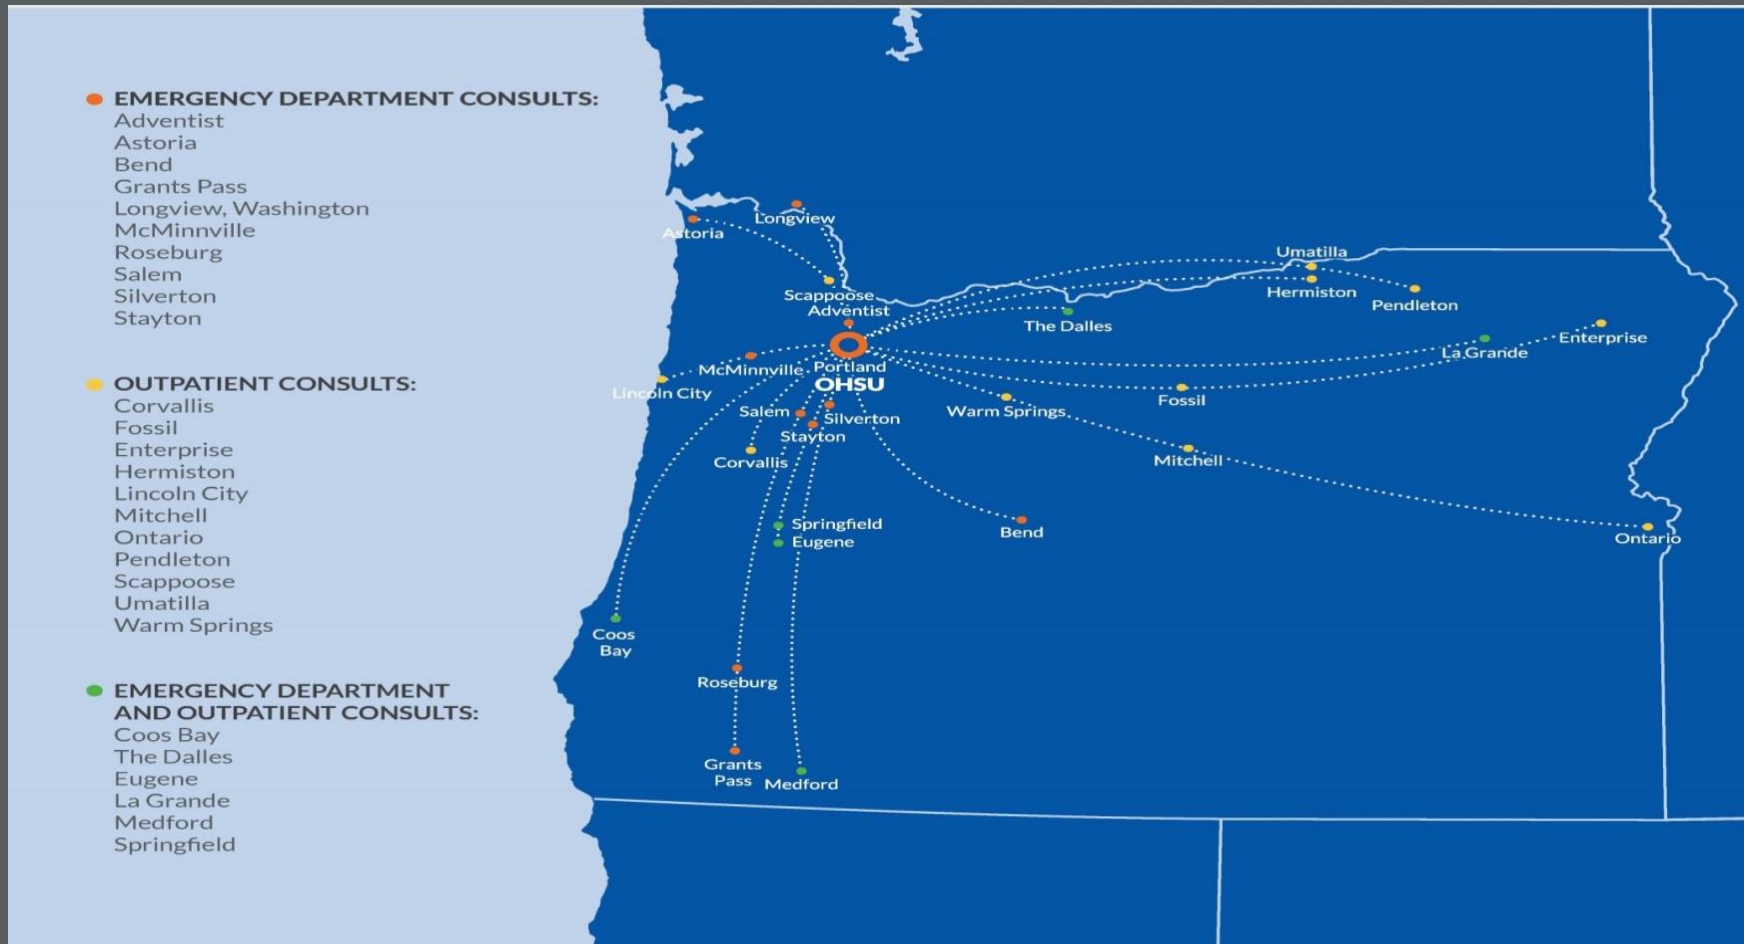 EMERGENCY DEPARTMENT CONSULTS:
Adventist
Astoria
Bend
Grants Pass
Longview, Washington
McMinnville
Roseburg
Salem
Silverton
Stayton
OUTPATIENT CONSULTS:
Corvallis
Fossil
Enterprise
Hermiston
Lincoln City
Mitchell
Ontario
Pendleton
Scappoose
Umatilla
Warm Springs
EMERGENCY DEPARTMENT
AND OUTPATIENT CONSULTS:
Coos Bay
The Dalles
Eugene
La Grande
Medford
Springfield
Longview
Astoria
Umatilla
Scappoose
Hermiston
Pendleton
Adventist
The Dalles
Enterprise
La Grande
McMinnville
Portland
OHSU
Lincoln City
Fossil
Warm Springs
Salem
Silverton
Stayton
Corvallis
Mitchell
Springfield
Eugene
Bend
Ontario
Coos
Bay
Roseburg
Grants
Pass
Medford